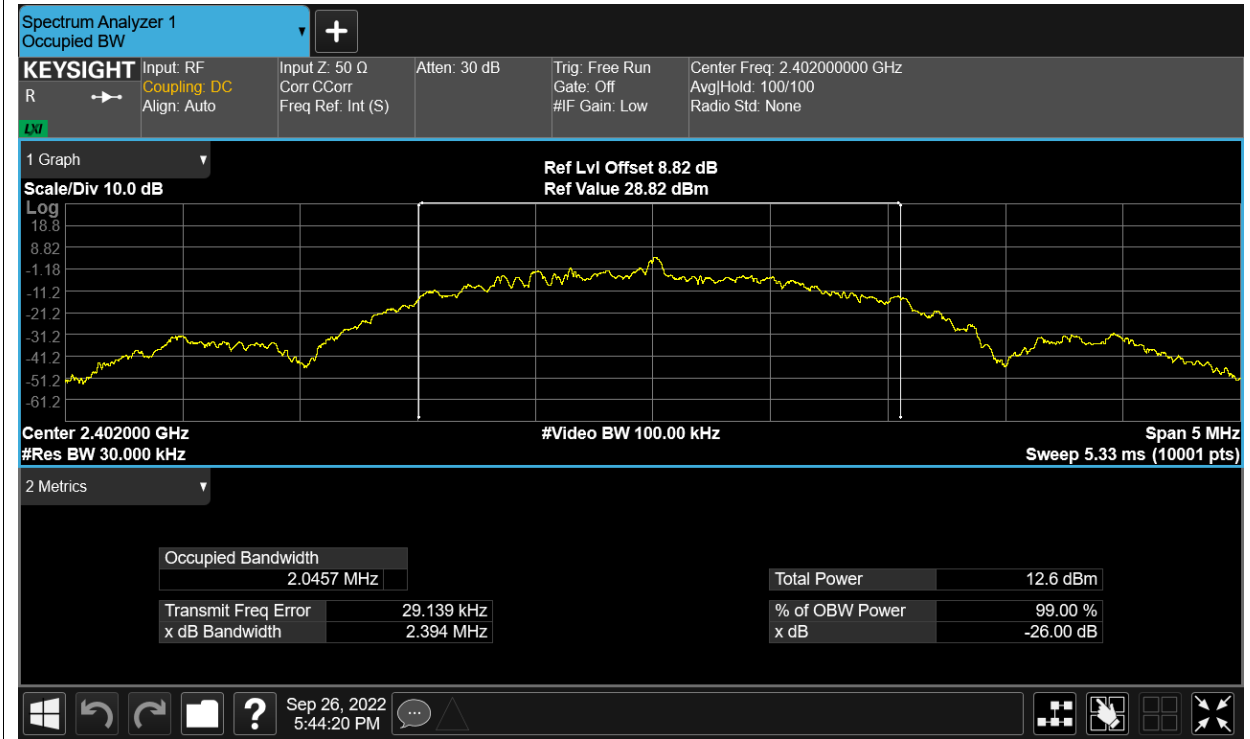 Spectrum Analyzer 1
Occupied BW
KEYSIGHT
R
LXI
Input: RF
Coupling: DC
Align: Auto
Input Z: 50 Ω
Corr CCorr
Freq Ref: Int (S)
Atten: 30 dB
Trig: Free Run
Gate: Off
#IF Gain: Low
Center Freq: 2.402000000 GHz
Avg|Hold: 100/100
Radio Std: None
1 Graph
Scale/Div 10.0 dB
Ref Lvl Offset 8.82 dB
Ref Value 28.82 dBm
Log
18.8
8.82
-1.18
-11.2
-21.2
-31.2
-41.2
-51.2
-61.2
Center 2.402000 GHz
#Video BW 100.00 kHz
Span 5 MHz
#Res BW 30.000 kHz
Sweep 5.33 ms (10001 pts)
2 Metrics
Occupied Bandwidth
2.0457 MHz
Total Power 12.6 dBm
Transmit Freq Error 29.139 kHz
% of OBW Power 99.00 %
x dB Bandwidth 2.394 MHz
x dB -26.00 dB
?
Sep 26, 2022
5:44:20 PM